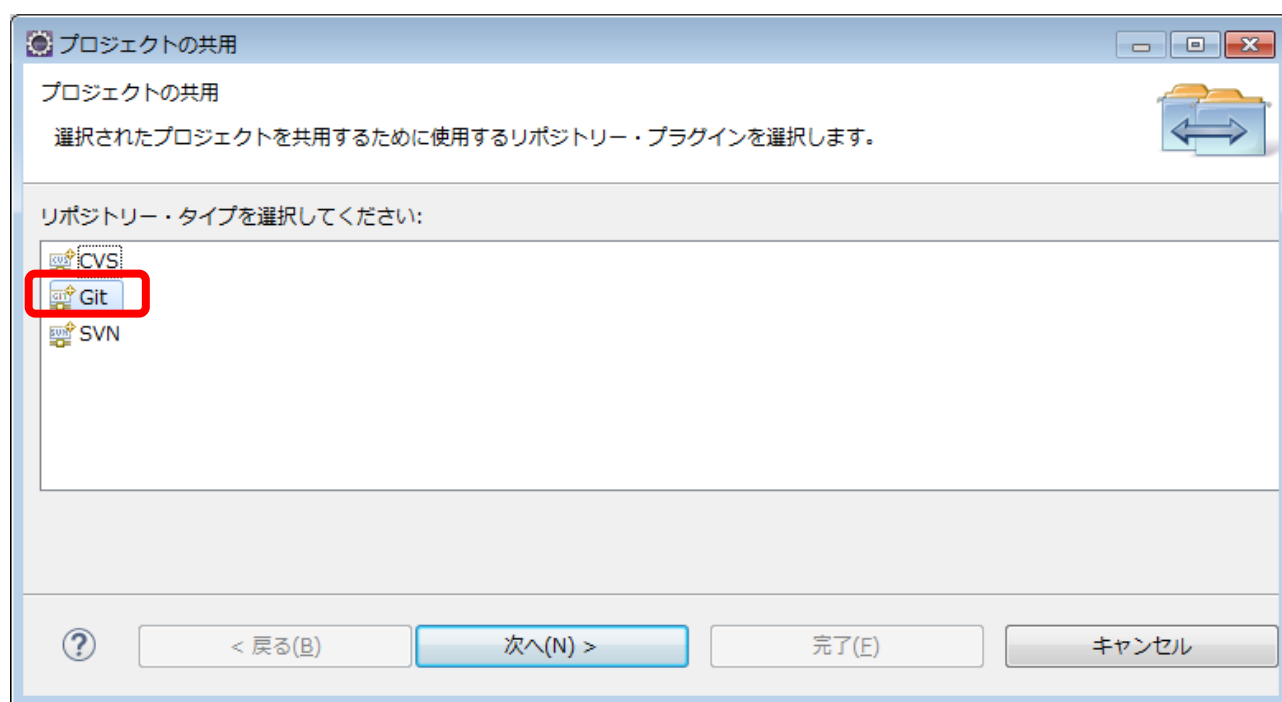 プロジェクトの共用
プロジェクトの共用
選択されたプロジェクトを共用するために使用するリポジトリー・プラグインを選択します。
リポジトリー・タイプを選択してください:
CVS
Git
SVN
< 戻る(B) 次へ(N) > 完了(F) キャンセル